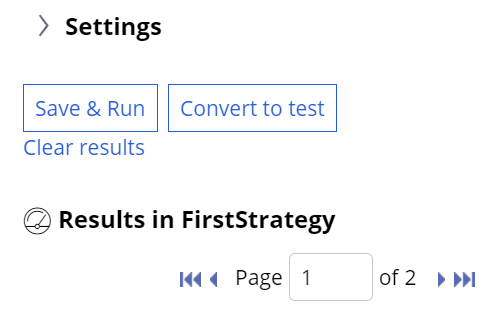 Settings
Save & Run Convert to test
Clear results
Results in FirstStrategy
Page 1 of 2